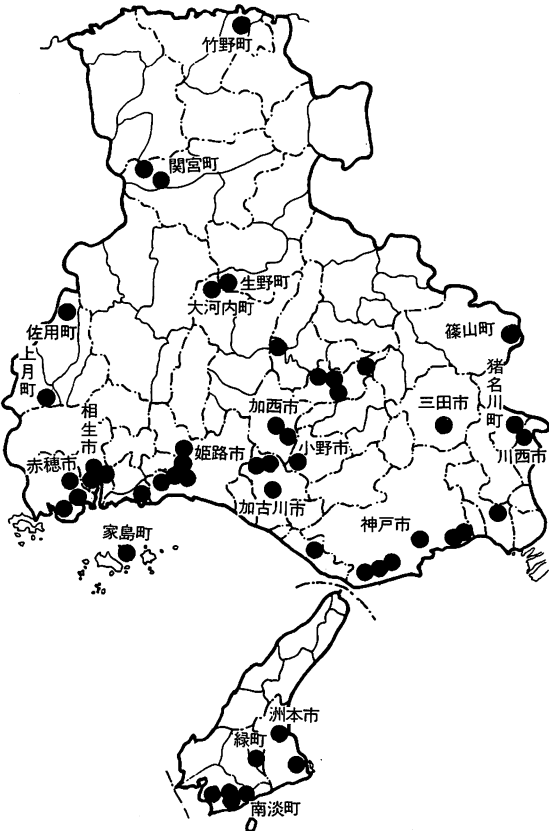 竹野町
関宮町
生野町
大河内町
佐用町
篠山町
上月町
猪名川町
加西市
三田市
相生市
姫路市
小野市
川西市
赤穂市
加古川市
神戸市
家島町
洲本市
緑町
南淡町